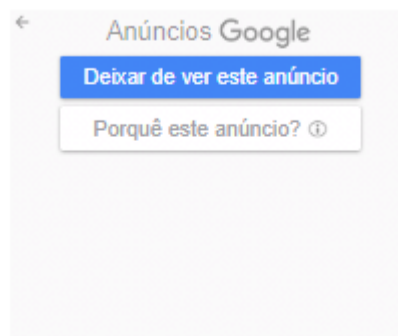 Anúncios Google
Deixar de ver este anúncio
Porquê este anúncio?